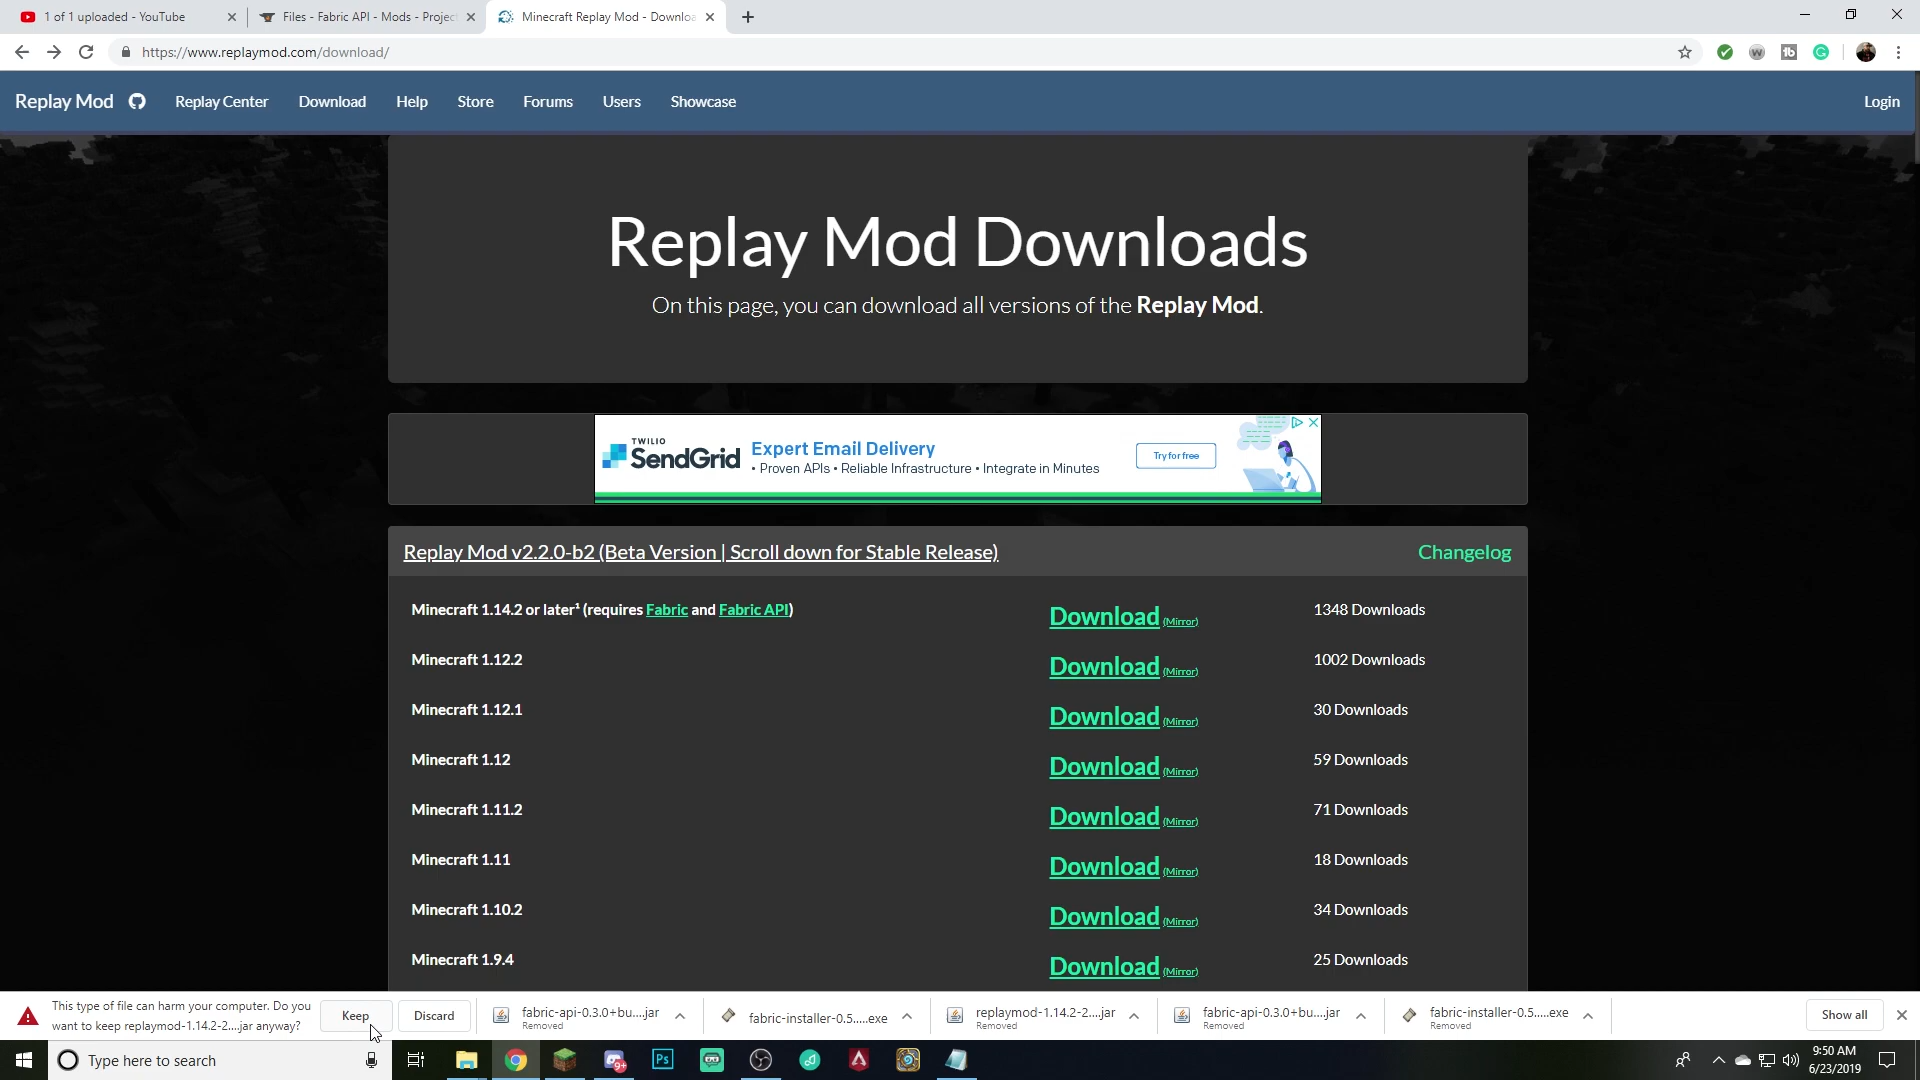 1 of 1 uploaded - YouTube
Files - Fabric API - Mods - Projec
Minecraft Replay Mod - Downloa
https://www.replaymod.com/download/
Replay Mod
Replay Center
Download
Help
Store
Forums
Users
Showcase
Login
Replay Mod Downloads
On this page, you can download all versions of the Replay Mod.
TWILIO
SendGrid
Expert Email Delivery
• Proven APIs • Reliable Infrastructure • Integrate in Minutes
Try for free
Replay Mod v2.2.0-b2 (Beta Version | Scroll down for Stable Release)
Changelog
Minecraft 1.14.2 or later¹ (requires Fabric and Fabric API) Download (Mirror) 1348 Downloads
Minecraft 1.12.2 Download (Mirror) 1002 Downloads
Minecraft 1.12.1 Download (Mirror) 30 Downloads
Minecraft 1.12 Download (Mirror) 59 Downloads
Minecraft 1.11.2 Download (Mirror) 71 Downloads
Minecraft 1.11 Download (Mirror) 18 Downloads
Minecraft 1.10.2 Download (Mirror) 34 Downloads
Minecraft 1.9.4 Download (Mirror) 25 Downloads
This type of file can harm your computer. Do you
want to keep replaymod-1.14.2-2....jar anyway?
Keep
Discard
fabric-api-0.3.0+bu....jar
Removed
fabric-installer-0.5.....exe
replaymod-1.14.2-2....jar
Removed
fabric-api-0.3.0+bu....jar
Removed
fabric-installer-0.5.....exe
Removed
Show all
Type here to search
Ps
9+
9:50 AM
6/23/2019